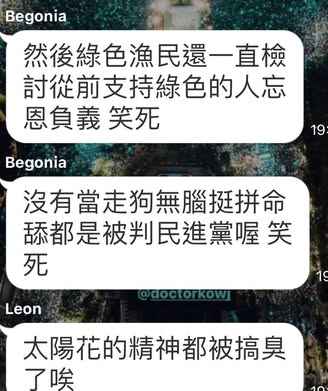 Begonia
然後綠色漁民還一直檢
討從前支持綠色的人忘
恩負義 笑死
19:
Begonia
沒有當走狗無腦挺拼命
舔都是被判民進黨喔 笑
死
19
@doctorkowj
Leon
太陽花的精神都被搞臭
了唉